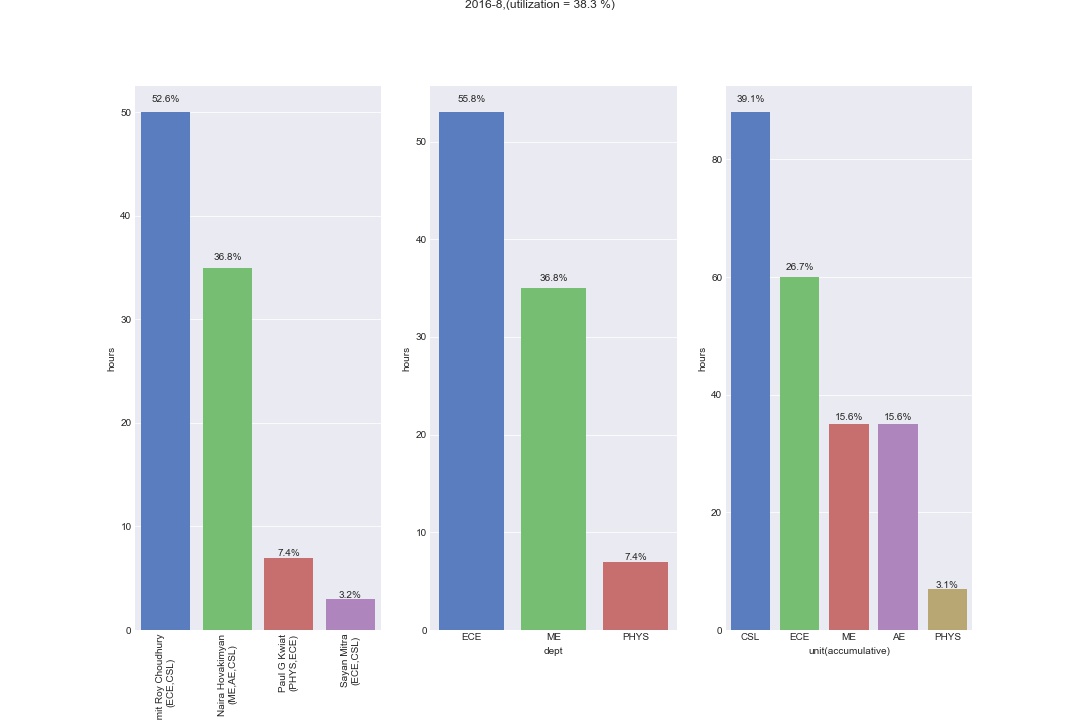 2016-8,(utilization = 38.3 %)
52.6%
36.8%
7.4%
3.2%
50
40
30
20
10
0
hours
mit Roy Choudhury
(ECE,CSL)
Naira Hovakimyan
(ME,AE,CSL)
Paul G Kwiat
(PHYS,ECE)
Sayan Mitra
(ECE,CSL)
55.8%
36.8%
7.4%
50
40
30
20
10
0
hours
ECE ME PHYS
dept
39.1%
26.7%
15.6% 15.6%
3.1%
80
60
40
20
0
hours
CSL ECE ME AE PHYS
unit(accumulative)